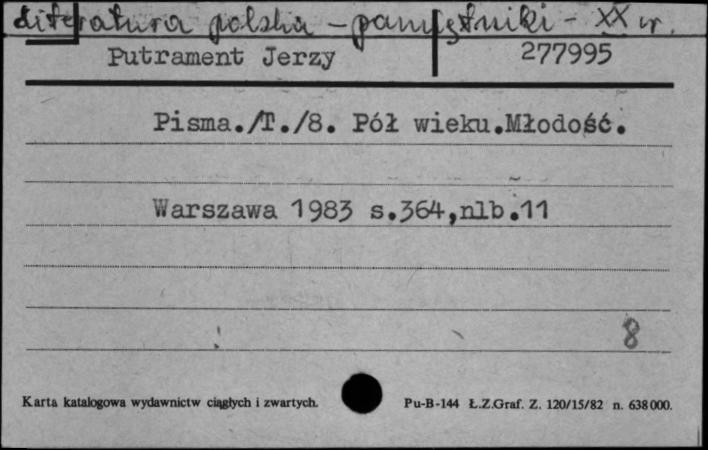 Literatura polska - pamiętniki - XX w.
Putrament Jerzy 277995
Pisma./T./8. Pół wieku.Młodość.
Warszawa 1983 s.364,nlb.11
8
Karta katalogowa wydawnictw ciągłych i zwartych. Pu-B-144 Ł.Z.Graf. Z. 120/15/82 n. 638000.